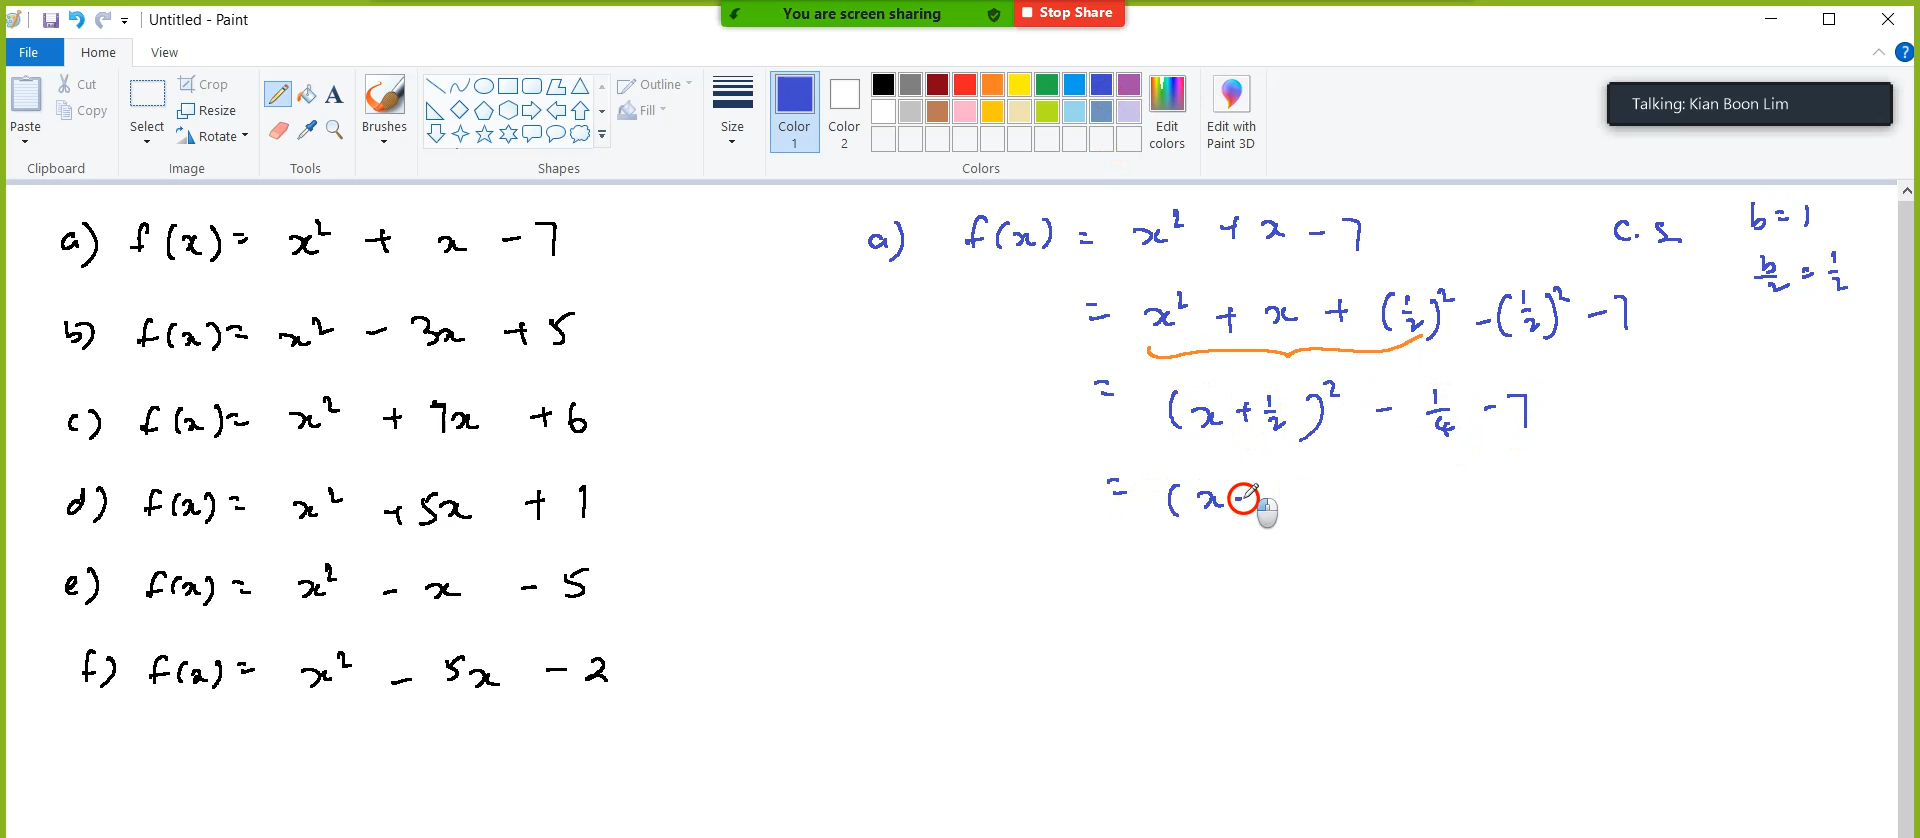 Untitled - Paint
You are screen sharing
Stop Share
File
Home
View
Cut
Copy
Paste
Clipboard
Crop
Resize
Rotate
Select
Image
A
Tools
Brushes
Outline
Fill
Shapes
Size
Color 1
Color 2
Edit colors
Edit with Paint 3D
Colors
Talking: Kian Boon Lim
a) f(x) = x² + x - 7
b) f(x) = x² - 3x + 5
c) f(x) = x² + 7x + 6
d) f(x) = x² + 5x + 1
e) f(x) = x² - x - 5
f) f(x) = x² - 5x - 2
a) f(x) = x² + x - 7
= x² + x + (1/2)² - (1/2)² - 7
= (x + 1/2)² - 1/4 - 7
= (x -
C. S
b = 1
b/2 = 1/2